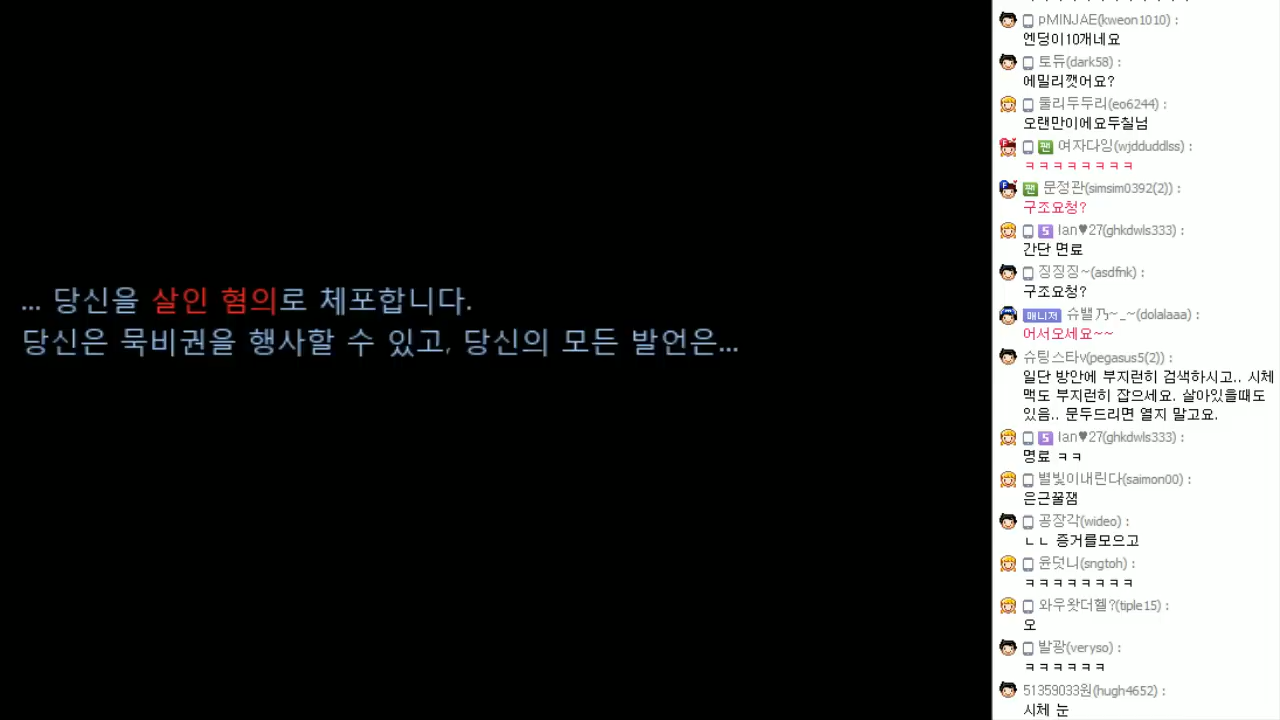 ... 당신을 살인 혐의로 체포합니다.
당신은 묵비권을 행사할 수 있고, 당신의 모든 발언은...
pMINJAE(kweon1010) :
엔딩이10개네요
토듀(dark58) :
에밀리깻어요?
둘리두두리(eo6244) :
오랜만이에요두칠님
팬 여자다잉(wjdduddlss) :
ㅋㅋㅋㅋㅋㅋㅋㅋ
팬 문정관(simsim0392(2)) :
구조요청?
S Ian♥27(ghkdwls333) :
간단 면료
징징징~(asdfnk) :
구조요청?
매니저 슈밸乃~_~(dolalaaa) :
어서오세요~~
슈팅스타v(pegasus5(2)) :
일단 방안에 부지런히 검색하시고.. 시체
맥도 부지런히 잡으세요. 살아있을때도
있음.. 문두드리면 열지 말고요.
S Ian♥27(ghkdwls333) :
명료 ㅋㅋ
별빛이내린다(saimon00) :
은근꿀잼
공장각(wideo) :
ㄴㄴ 증거를모으고
윤덧니(sngtoh) :
ㅋㅋㅋㅋㅋㅋㅋㅋ
와우왓더헬?(tiple15) :
오
발광(veryso) :
ㅋㅋㅋㅋㅋㅋ
51359033원(hugh4652) :
시체 눈